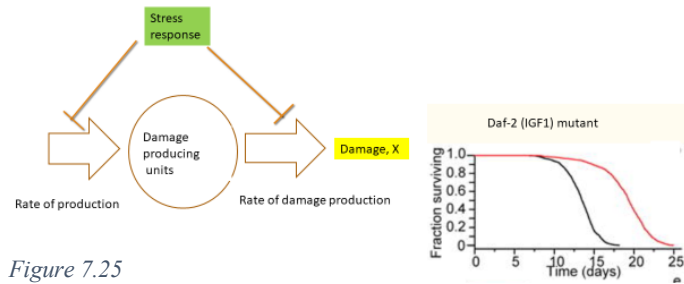 Stress
response
Damage
producing
units
Damage, X
Rate of production
Rate of damage production
Figure 7.25
Daf-2 (IGF1) mutant
Fraction surviving
1.0
0.8
0.6
0.4
0.2
0
0 5 10 15 20 25
Time (days)
e